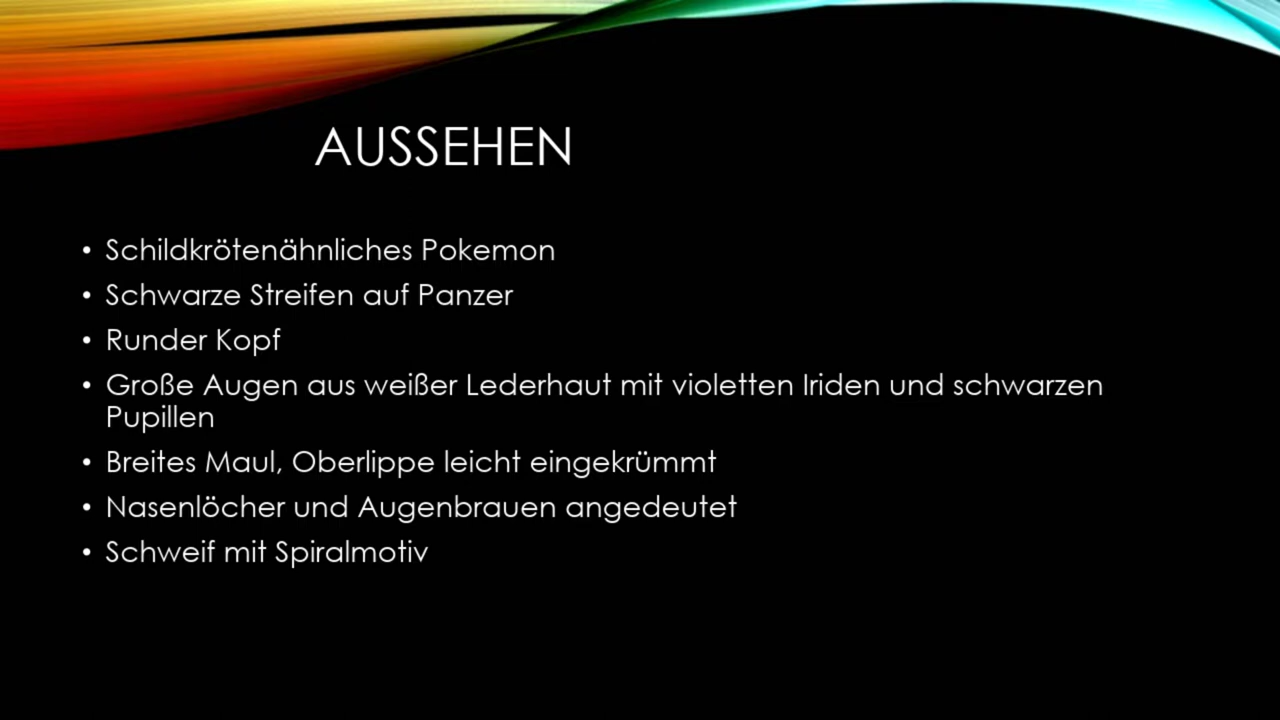 AUSSEHEN
• Schildkrötenähnliches Pokemon
• Schwarze Streifen auf Panzer
• Runder Kopf
• Große Augen aus weißer Lederhaut mit violetten Iriden und schwarzen
Pupillen
• Breites Maul, Oberlippe leicht eingekrümmt
• Nasenlöcher und Augenbrauen angedeutet
• Schweif mit Spiralmotiv